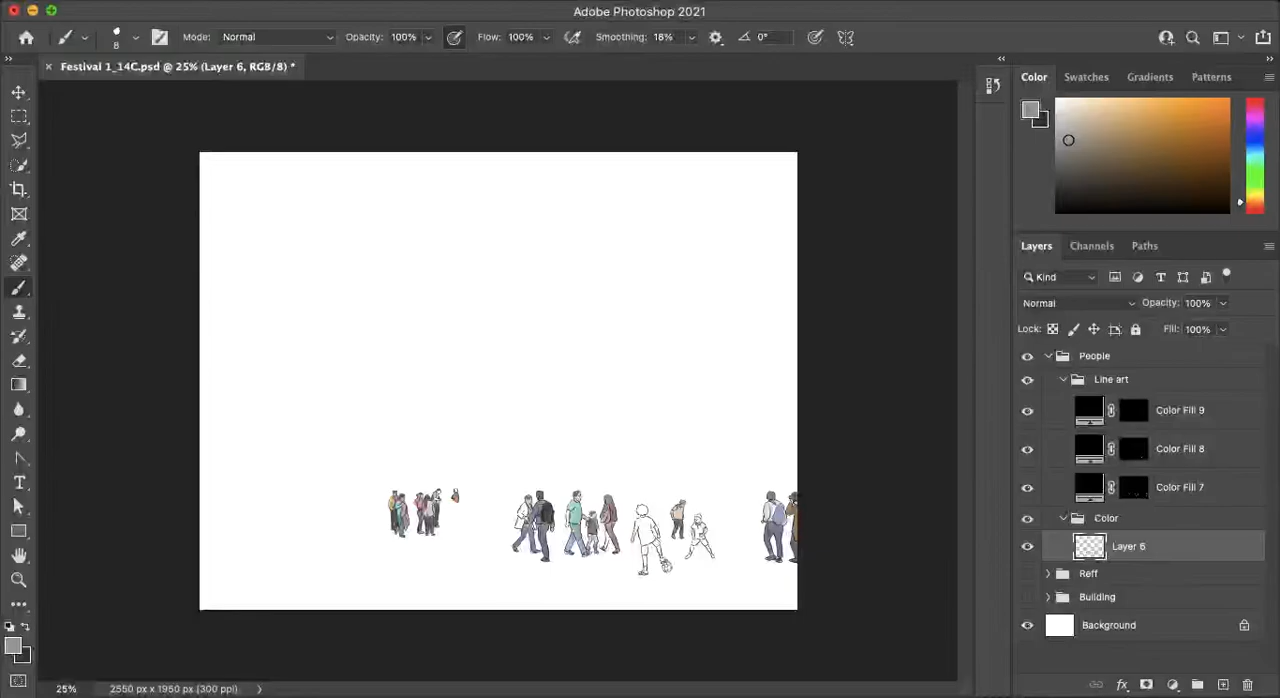 Adobe Photoshop 2021
8
Mode: Normal Opacity: 100% Flow: 100% Smoothing: 18% 0°
Festival 1_14C.psd @ 25% (Layer 6, RGB/8) *
Color Swatches Gradients Patterns
Layers Channels Paths
Kind
Normal Opacity: 100%
Lock: Fill: 100%
People
Line art
Color Fill 9
Color Fill 8
Color Fill 7
Color
Layer 6
Reff
Building
Background
25% 2550 px x 1950 px (300 ppi)